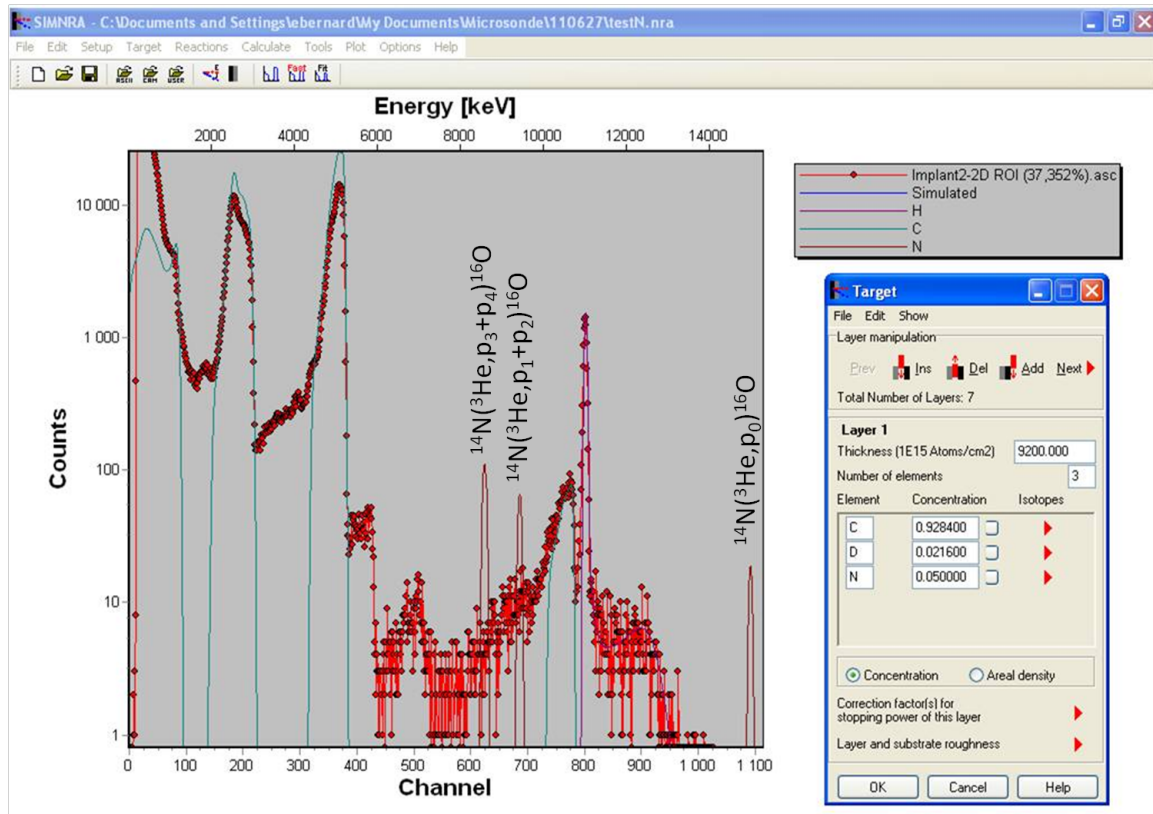 SIMNRA - C:\Documents and Settings\ebernard\My Documents\Microsonde\110627\testN.nra
File Edit Setup Target Reactions Calculate Tools Plot Options Help
ASCII CAM USER E Fast Fit
Energy [keV]
2000 4000 6000 8000 10000 12000 14000
10 000
1 000
100
10
1
Counts
14N(3He,p3+p4)16O
14N(3He,p1+p2)16O
14N(3He,p0)16O
0 100 200 300 400 500 600 700 800 900 1 000 1 100
Channel
Implant2-2D ROI (37,352%).asc
Simulated
H
C
N
Target
File Edit Show
Layer manipulation
Prev Ins Del Add Next
Total Number of Layers: 7
Layer 1
Thickness (1E15 Atoms/cm2) 9200.000
Number of elements 3
Element Concentration Isotopes
C 0.928400
D 0.021600
N 0.050000
Concentration Areal density
Correction factor(s) for
stopping power of this layer
Layer and substrate roughness
OK Cancel Help